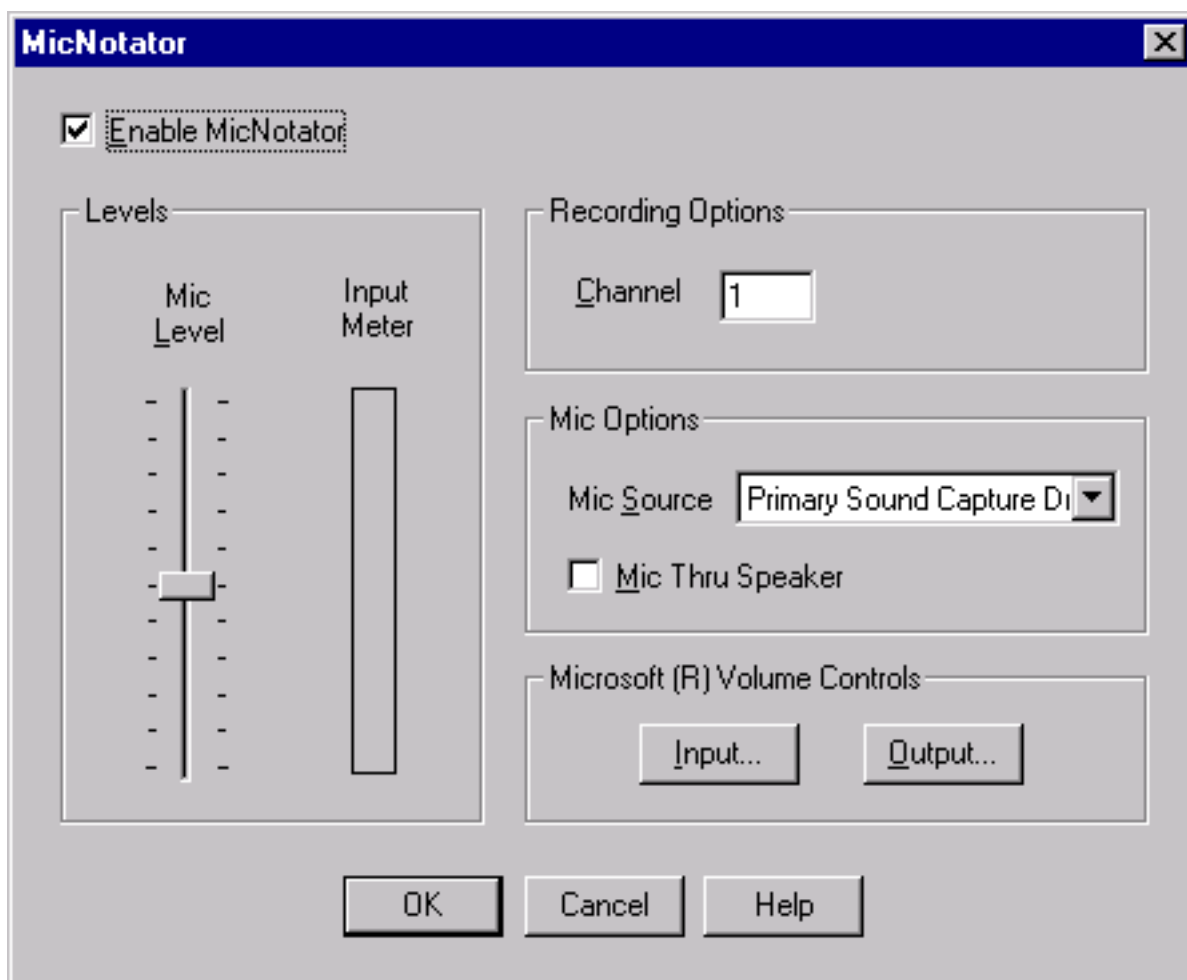 MicNotator
Enable MicNotator
Levels
Mic
Level
Input
Meter
Recording Options
Channel 1
Mic Options
Mic Source Primary Sound Capture Dr
Mic Thru Speaker
Microsoft (R) Volume Controls
Input... Output...
OK Cancel Help